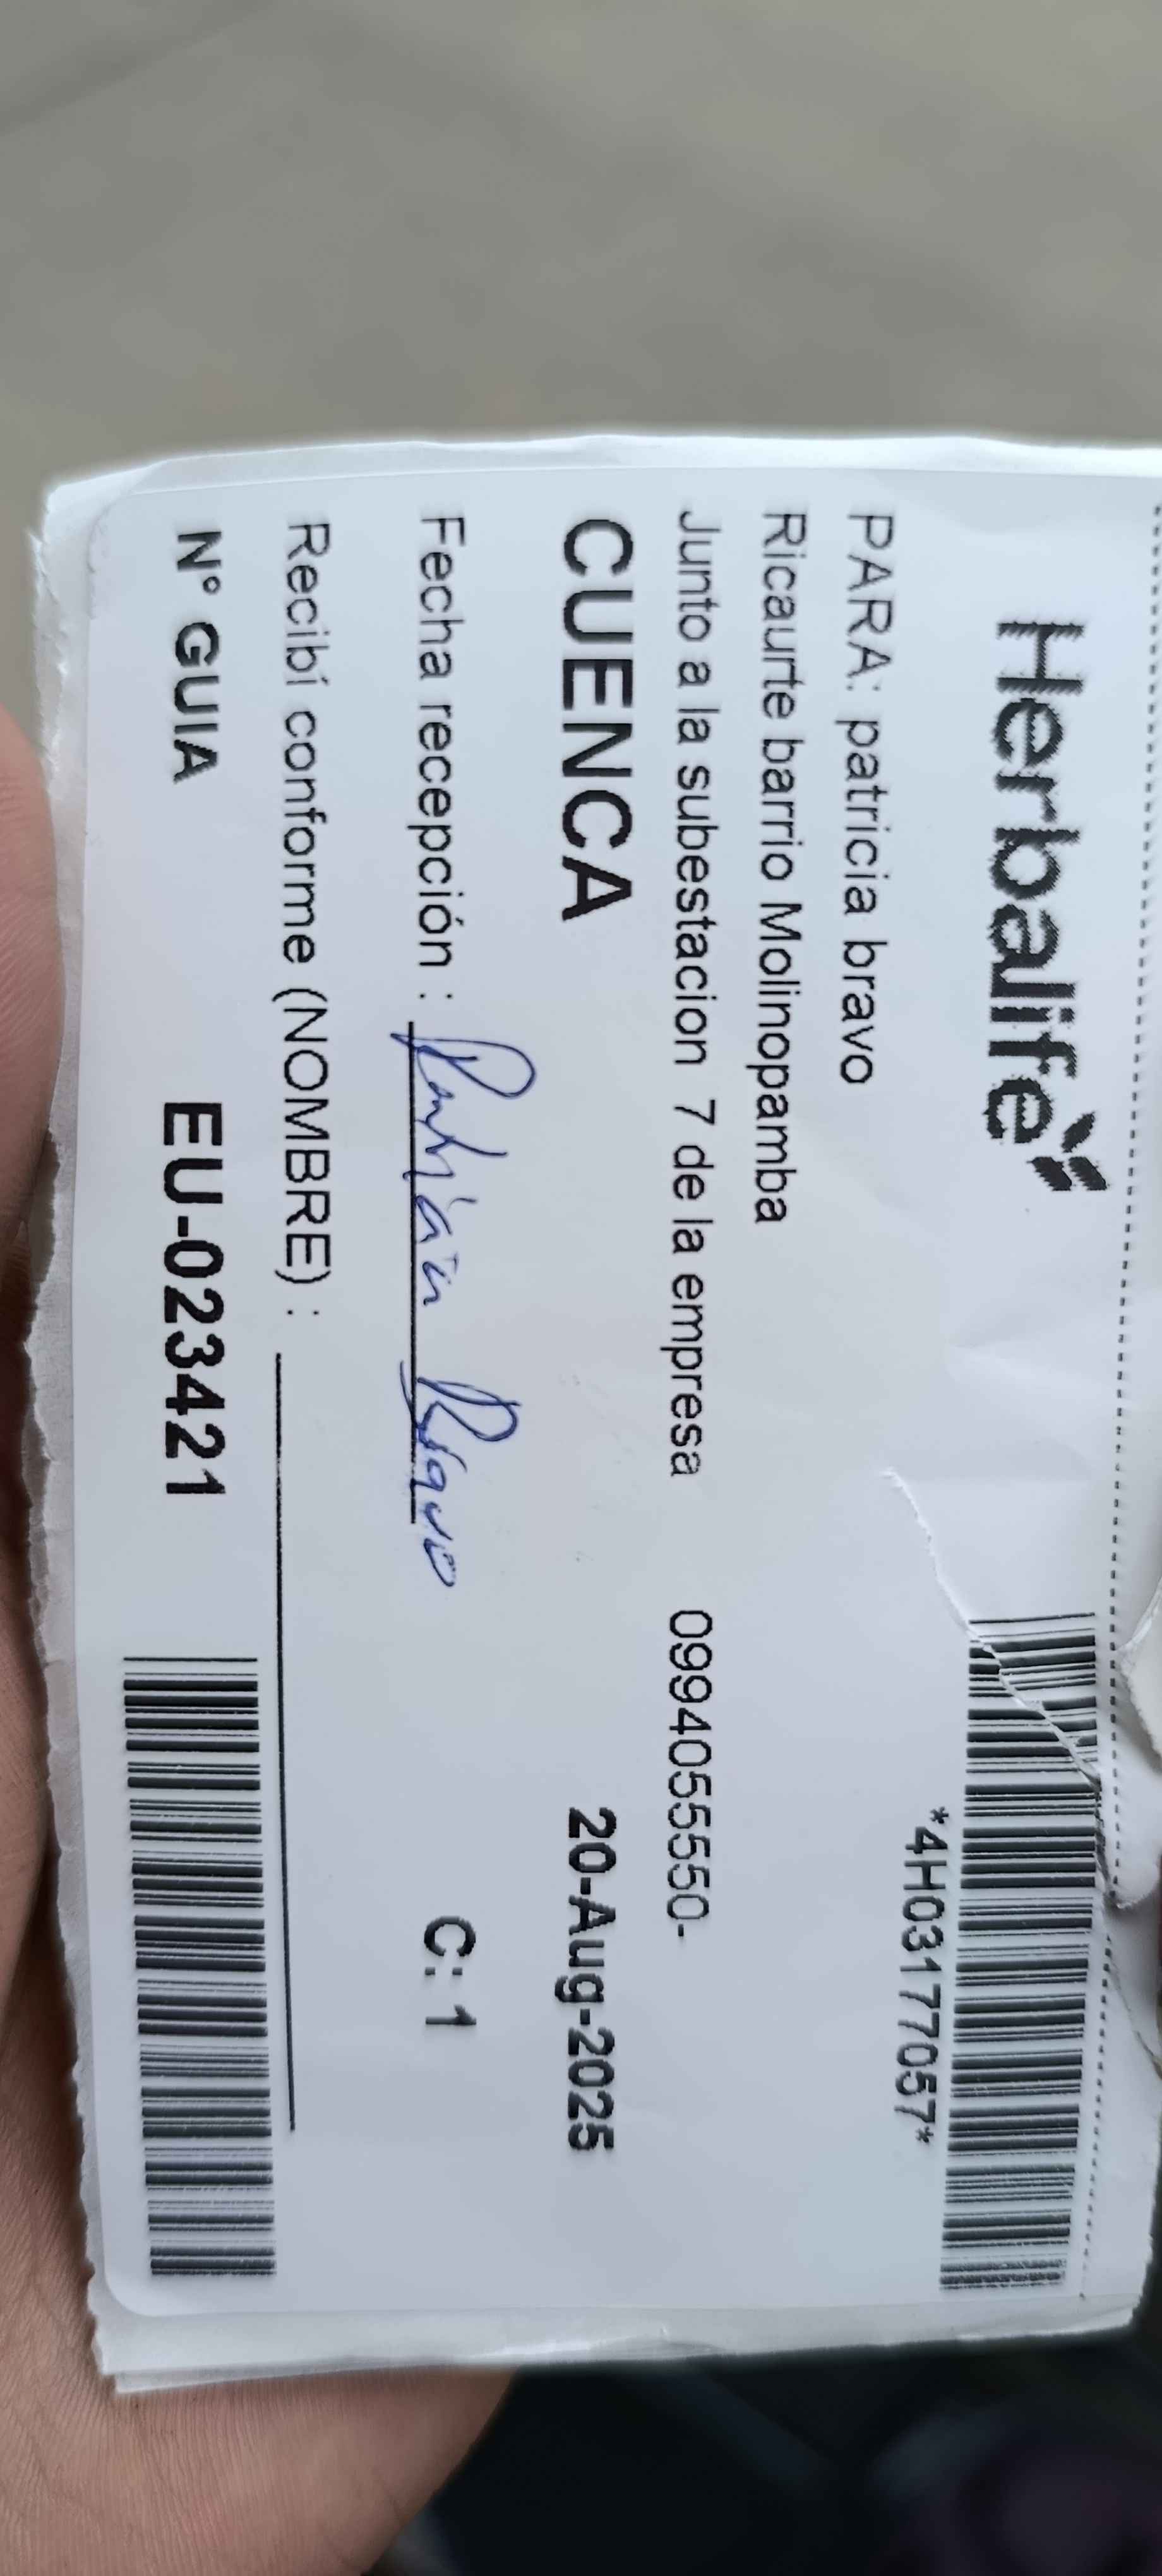 Herbalife
*4H03177057*
PARA: patricia bravo
Ricaurte barrio Molinopamba
Junto a la subestacion 7 de la empresa 0994055550-
CUENCA 20-Aug-2025
Fecha recepción :
C: 1
Recibí conforme (NOMBRE) :
N° GUIA EU-023421